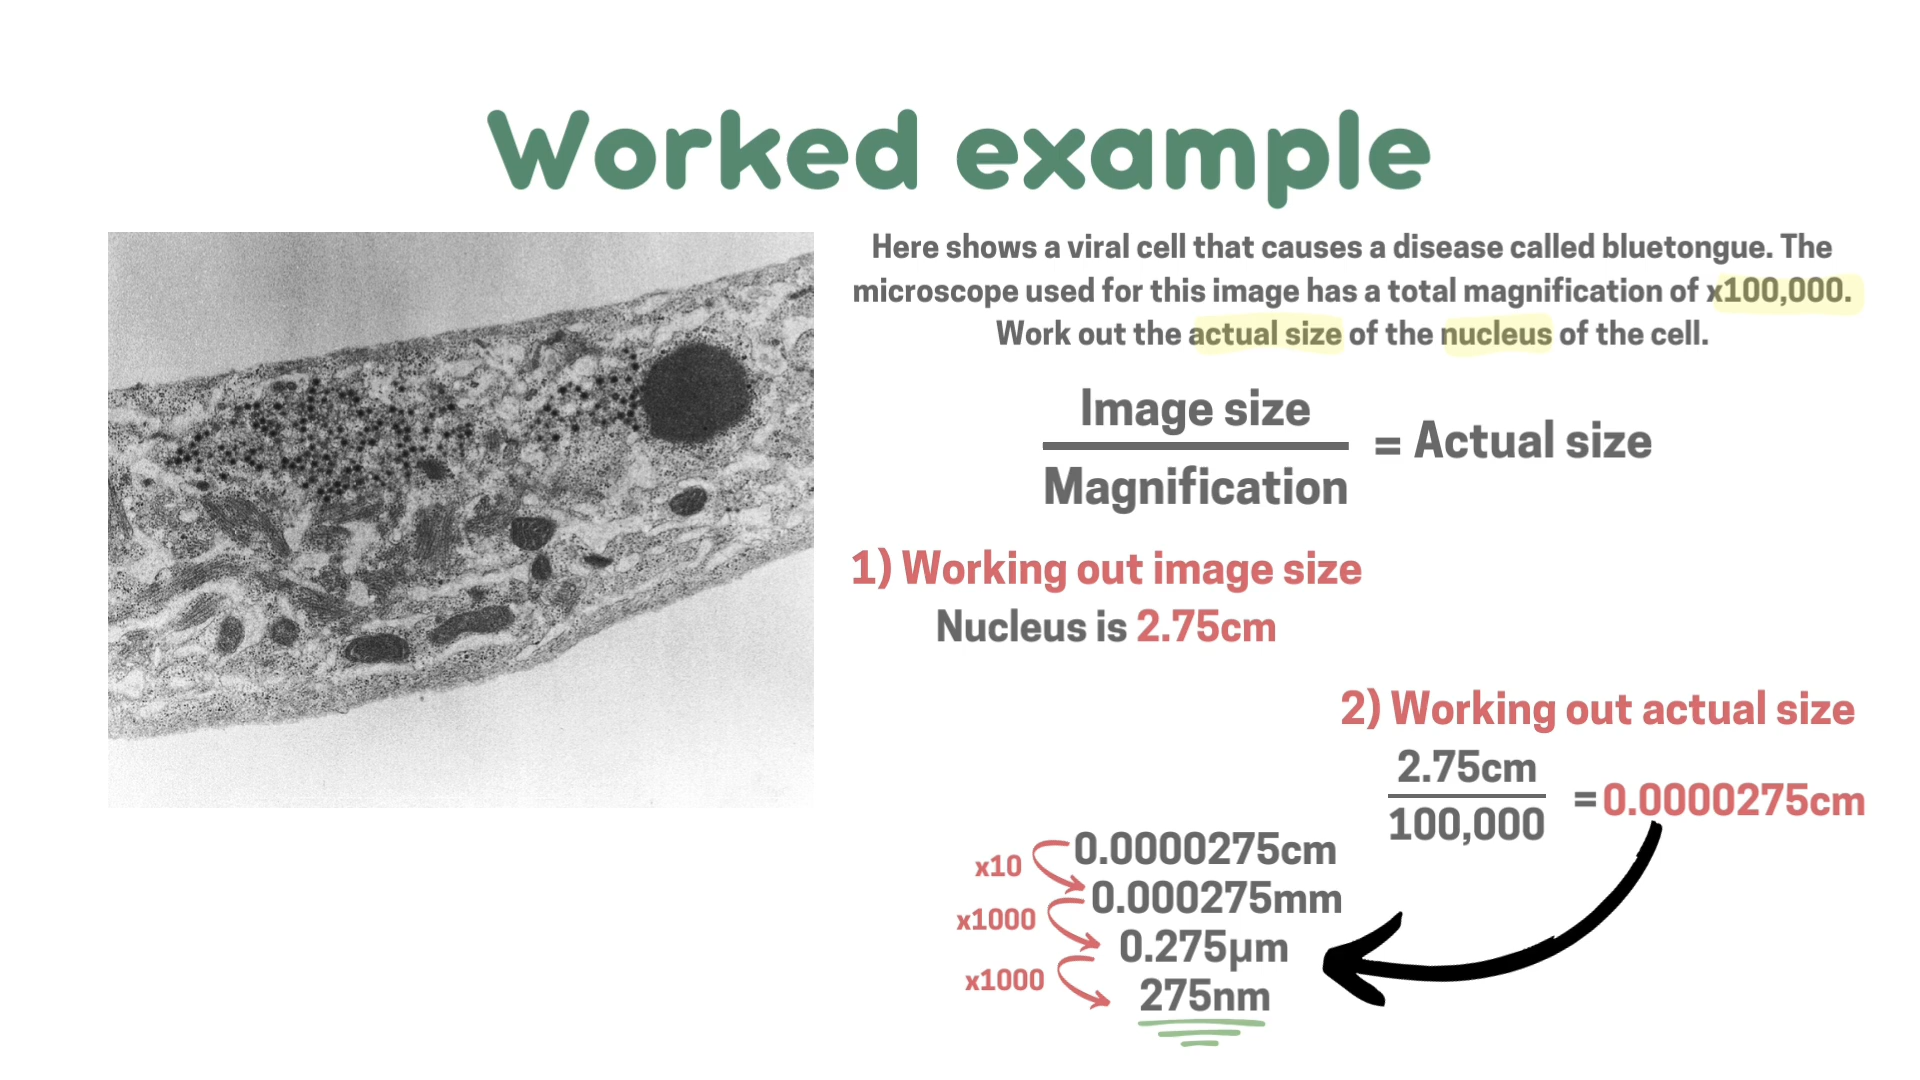 Worked example
Here shows a viral cell that causes a disease called bluetongue. The
microscope used for this image has a total magnification of x100,000.
Work out the actual size of the nucleus of the cell.
Image size
Magnification
= Actual size
1) Working out image size
Nucleus is 2.75cm
2) Working out actual size
2.75cm
100,000
=0.0000275cm
0.0000275cm
x10
0.000275mm
x1000
0.275µm
x1000
275nm